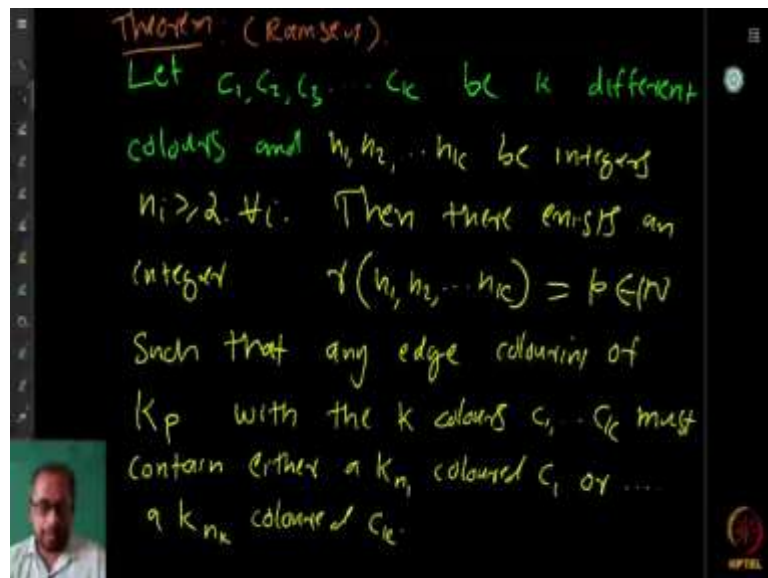 Theorem: (Ramsey's).
Let c₁, c₂, c₃ ... cₖ be k different
colours and n₁, n₂, ... nₖ be integers
nᵢ ≥ 2. ∀i. Then there exists an
integer r(n₁, n₂, ... nₖ) = p ∈ ℕ
Such that any edge colouring of
Kₚ with the k colours c₁ ... cₖ must
contain either a Kₙ₁ coloured c₁ or ....
a Kₙₖ coloured cₖ.
NPTEL